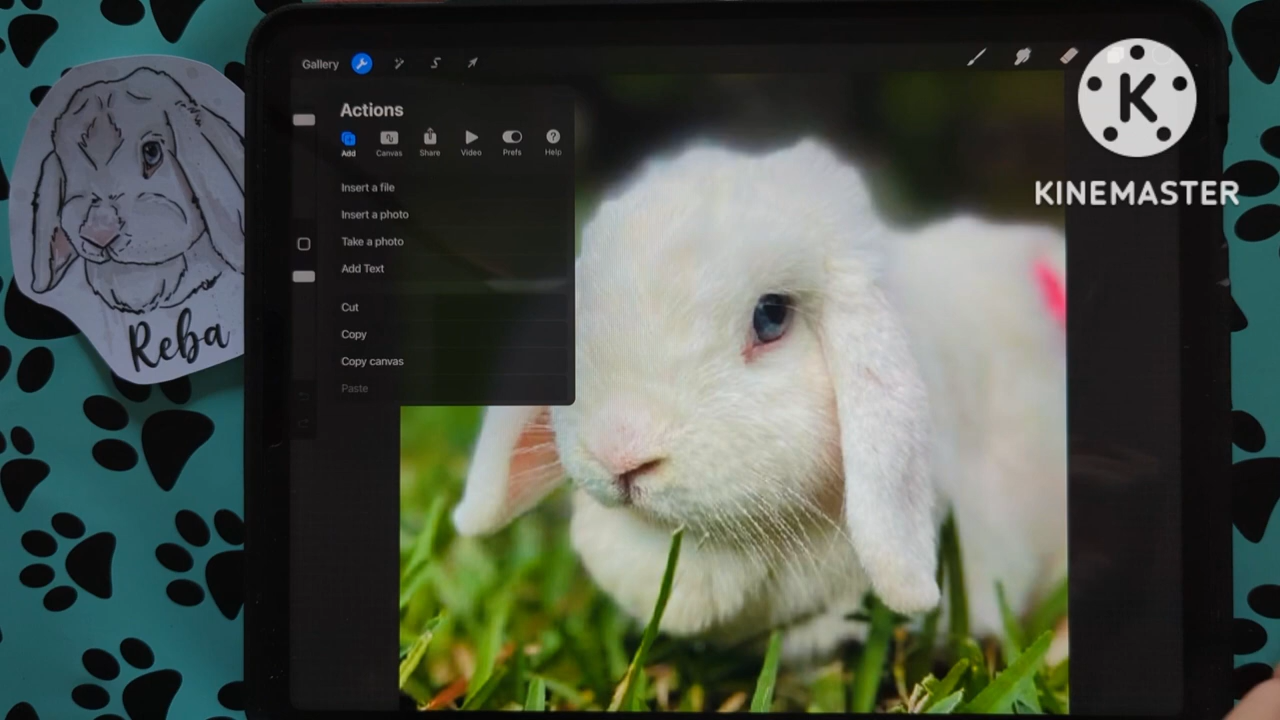 Gallery
Actions
Add Canvas Share Video Prefs Help
Insert a file
Insert a photo
Take a photo
Add Text
Cut
Copy
Copy canvas
Paste
Reba
K
KINEMASTER